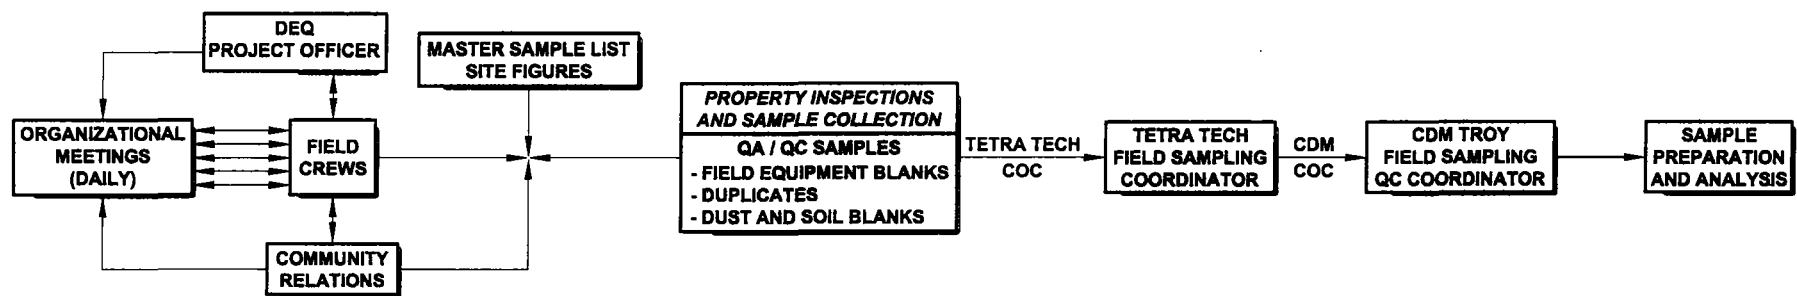 DEQ
PROJECT OFFICER
MASTER SAMPLE LIST
SITE FIGURES
ORGANIZATIONAL
MEETINGS
(DAILY)
FIELD
CREWS
COMMUNITY
RELATIONS
PROPERTY INSPECTIONS
AND SAMPLE COLLECTION
QA / QC SAMPLES
- FIELD EQUIPMENT BLANKS
- DUPLICATES
- DUST AND SOIL BLANKS
TETRA TECH
COC
TETRA TECH
FIELD SAMPLING
COORDINATOR
CDM
COC
CDM TROY
FIELD SAMPLING
QC COORDINATOR
SAMPLE
PREPARATION
AND ANALYSIS